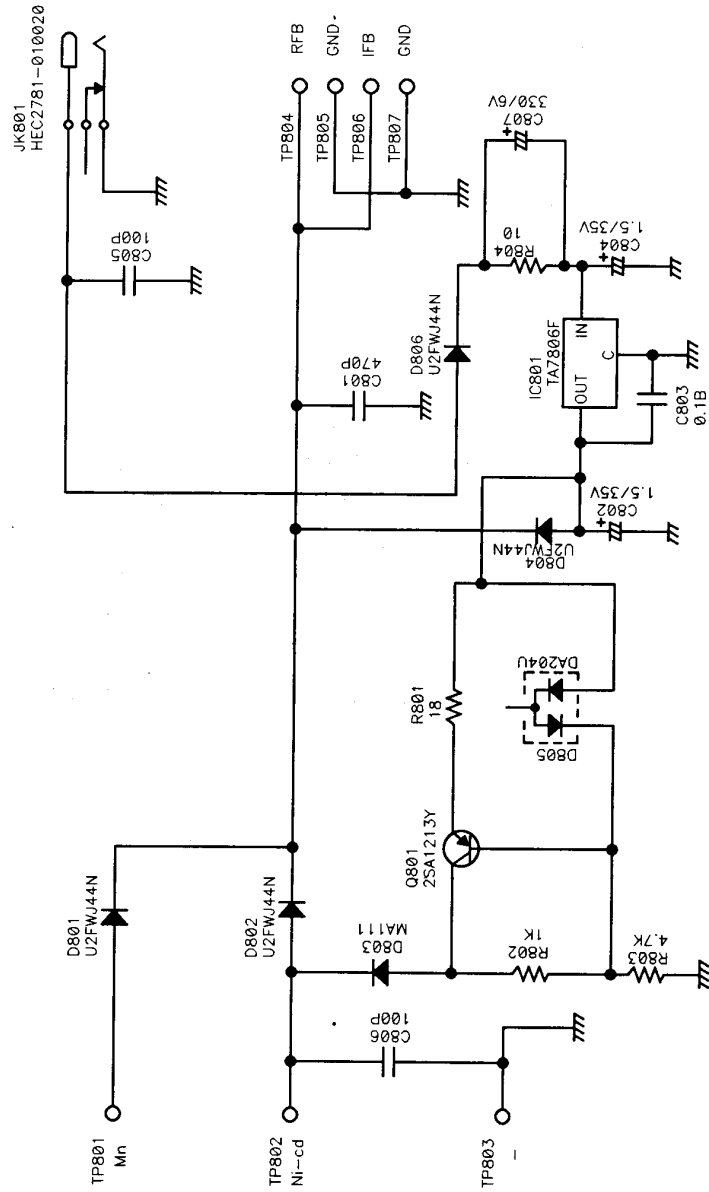 JK801
HEC2781-010020
C805
100P
TP804
RFB
TP805
GND-
TP806
IFB
TP807
GND
+
C807
330/6V
R804
10
+
C804
1.5/35V
D806
U2FWJ44N
C801
470P
IC801
TA7806F
IN
OUT
C
C803
0.1B
D804
U2FWJ44N
+
C802
1.5/35V
R801
18
DA204U
D805
Q801
2SA1213Y
D801
U2FWJ44N
D802
U2FWJ44N
D803
MA111
R802
1K
R803
4.7K
C806
100P
TP801
Mn
TP802
Ni-cd
TP803
-